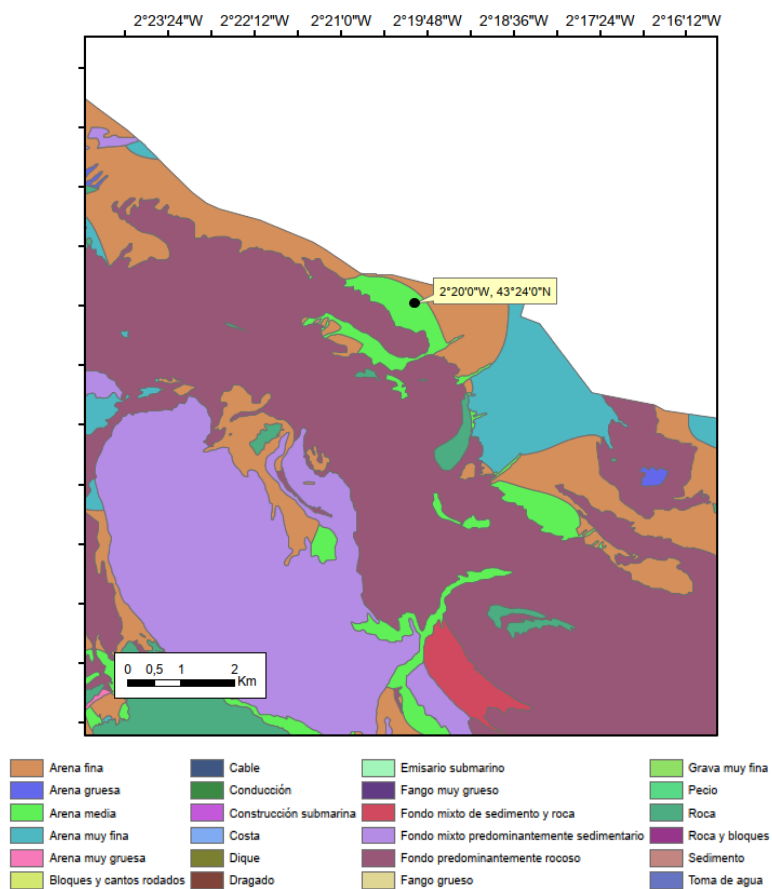 2°23'24"W 2°22'12"W 2°21'0"W 2°19'48"W 2°18'36"W 2°17'24"W 2°16'12"W
2°20'0"W, 43°24'0"N
0 0,5 1 2
Km
Arena fina Cable Emisario submarino Grava muy fina
Arena gruesa Conducción Fango muy grueso Pecio
Arena media Construcción submarina Fondo mixto de sedimento y roca Roca
Arena muy fina Costa Fondo mixto predominantemente sedimentario Roca y bloques
Arena muy gruesa Dique Fondo predominantemente rocoso Sedimento
Bloques y cantos rodados Dragado Fango grueso Toma de agua